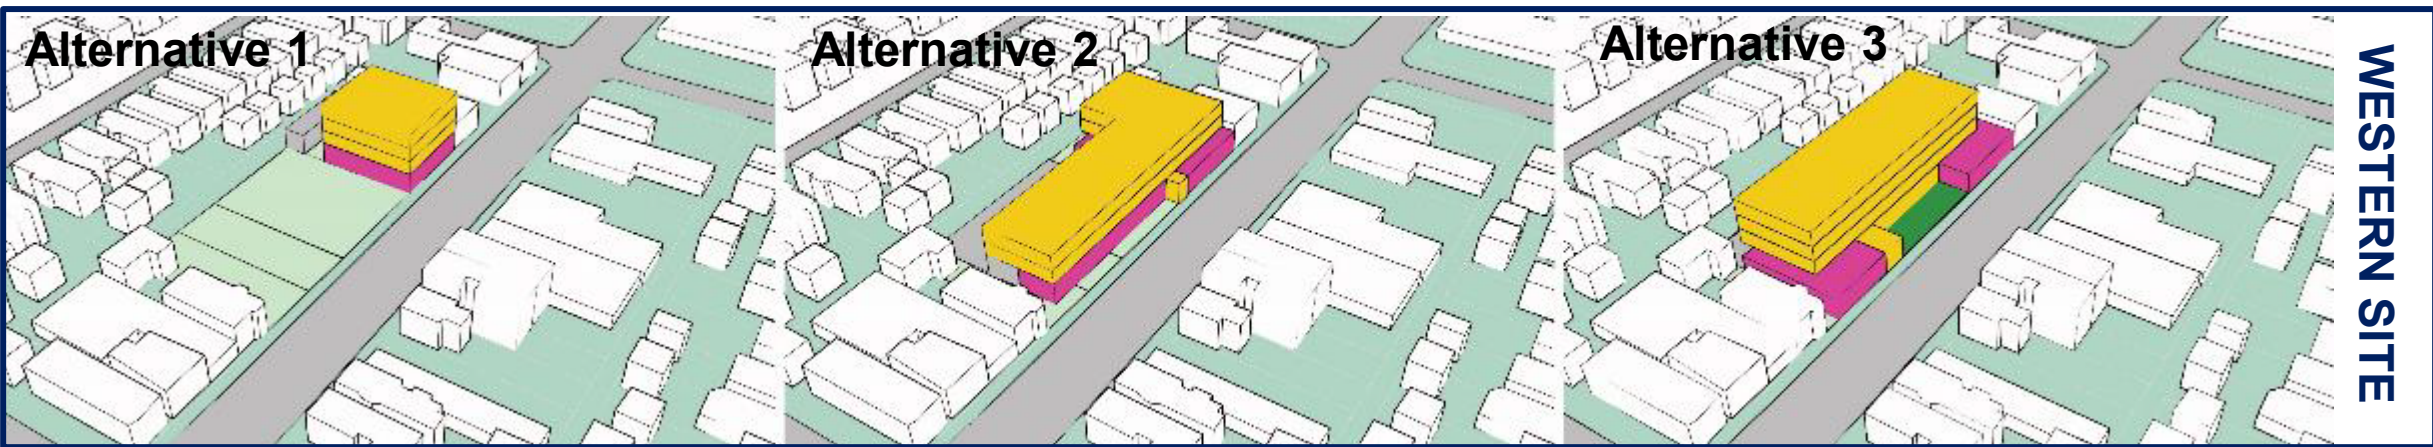 Alternative 1
Alternative 2
Alternative 3
WESTERN SITE